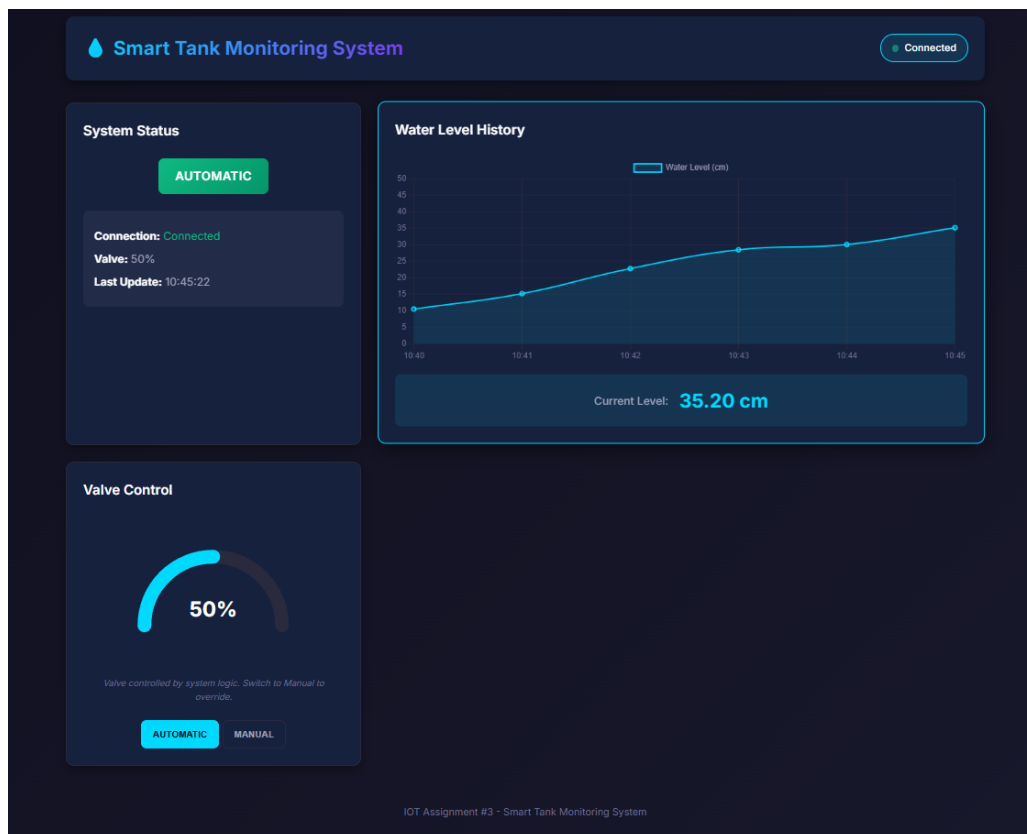 Smart Tank Monitoring System
Connected
System Status
AUTOMATIC
Connection: Connected
Valve: 50%
Last Update: 10:45:22
Water Level History
Water Level (cm)
50
45
40
35
30
25
20
15
10
5
0
10:40 10:41 10:42 10:43 10:44 10:45
Current Level: 35.20 cm
Valve Control
50%
Valve controlled by system logic. Switch to Manual to
override.
AUTOMATIC MANUAL
IOT Assignment #3 - Smart Tank Monitoring System